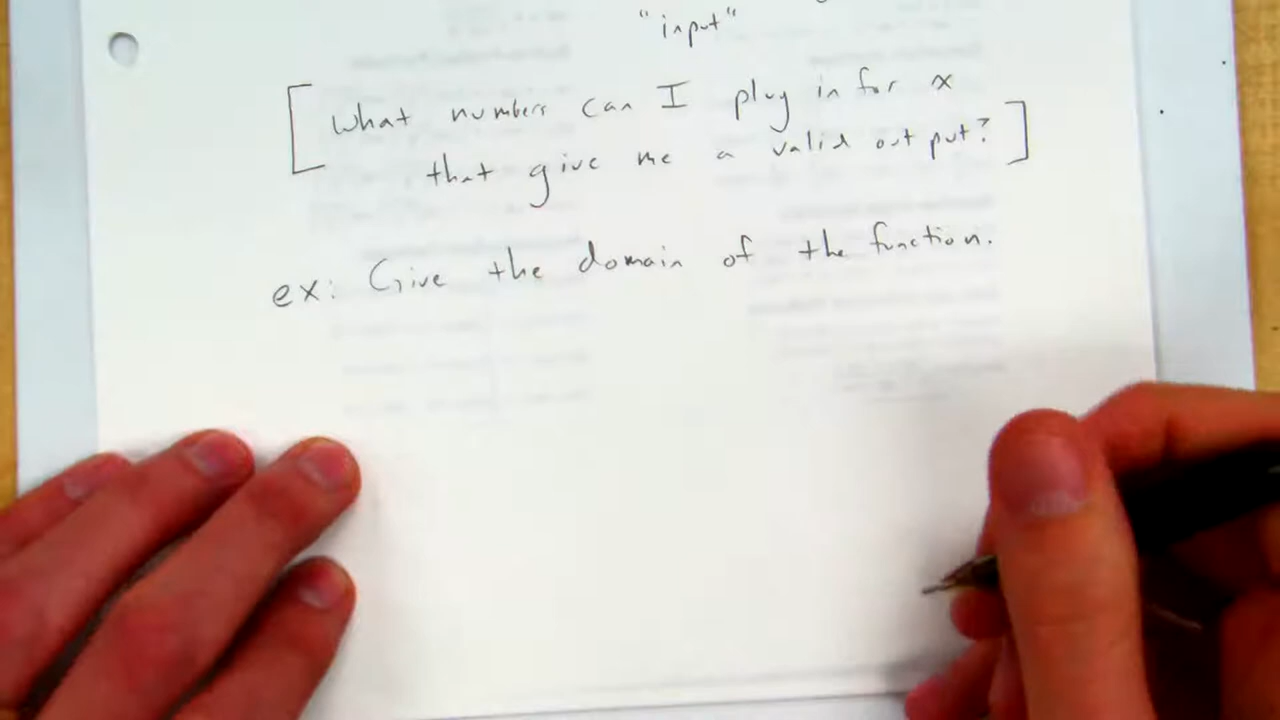 "input"
[What numbers can I plug in for x
that give me a valid output?]
ex: Give the domain of the function.